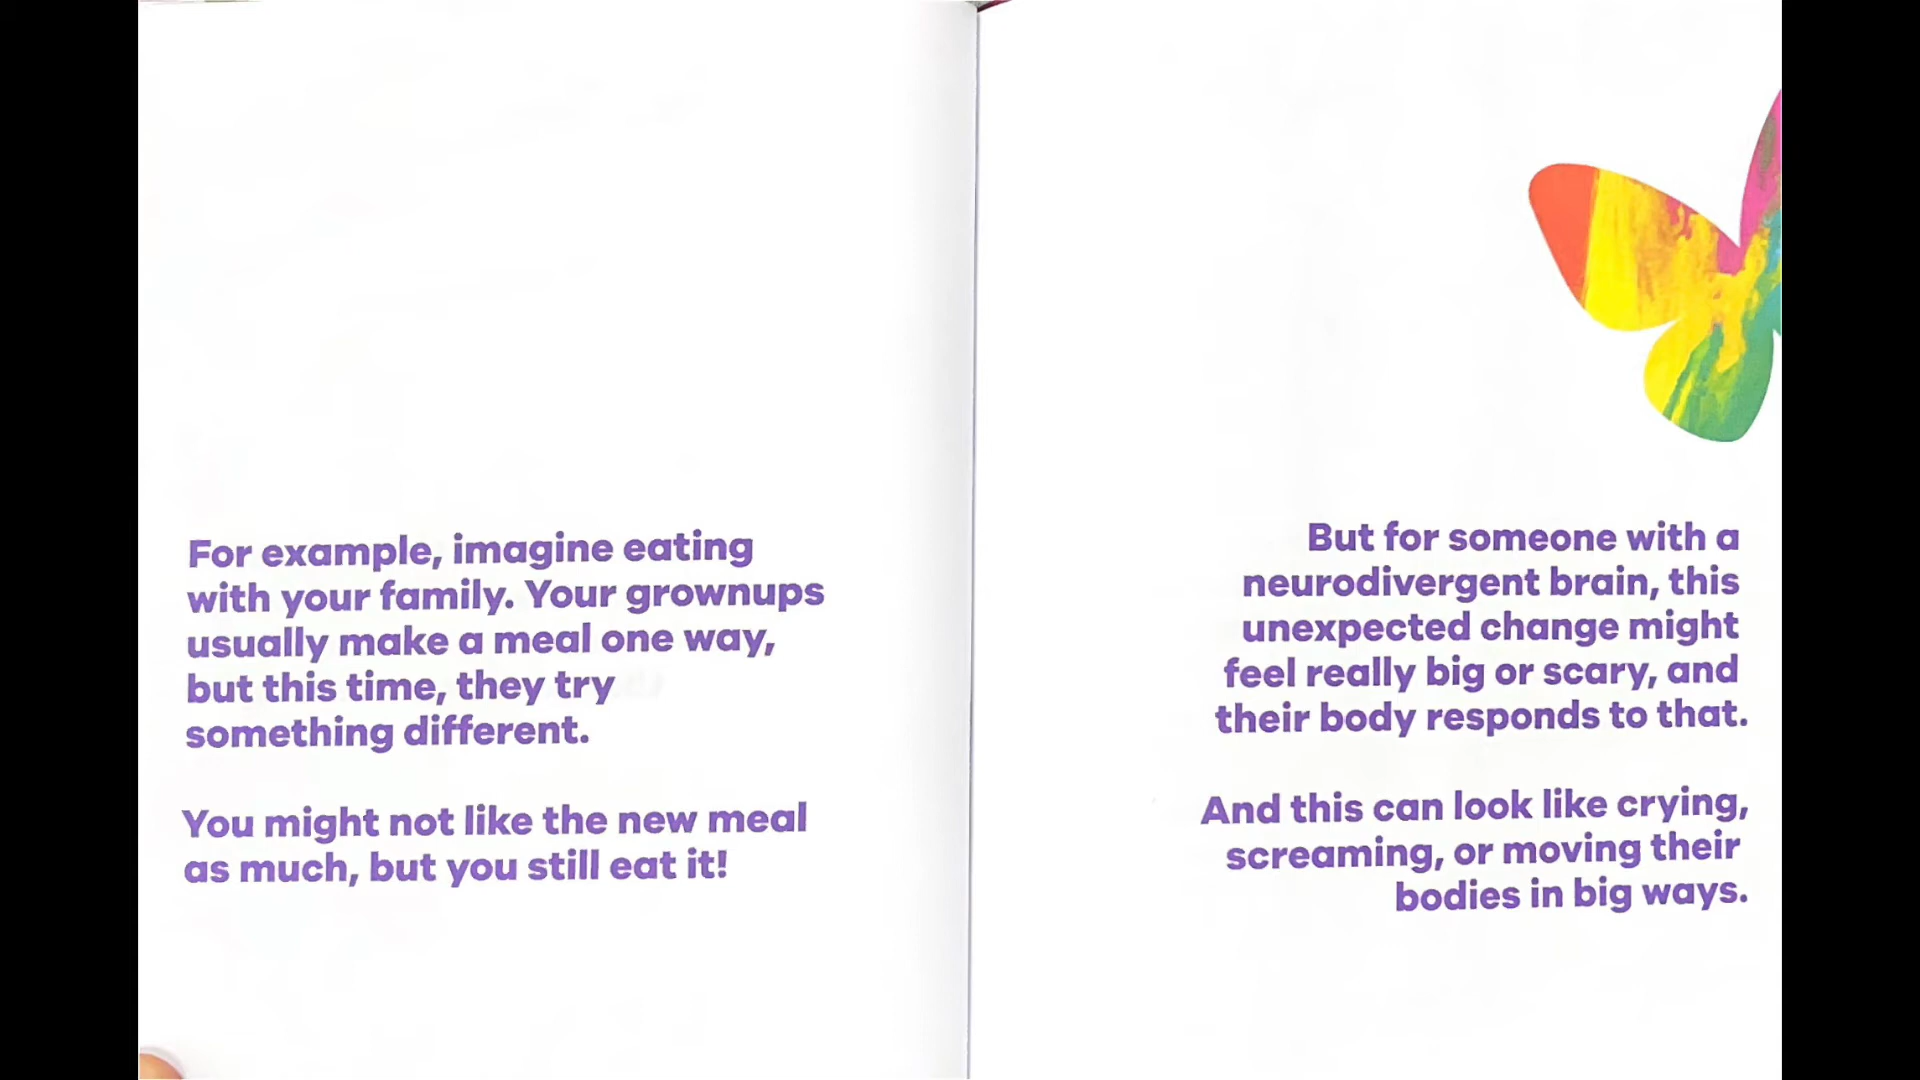 For example, imagine eating
with your family. Your grownups
usually make a meal one way,
but this time, they try
something different.
You might not like the new meal
as much, but you still eat it!
But for someone with a
neurodivergent brain, this
unexpected change might
feel really big or scary, and
their body responds to that.
And this can look like crying,
screaming, or moving their
bodies in big ways.